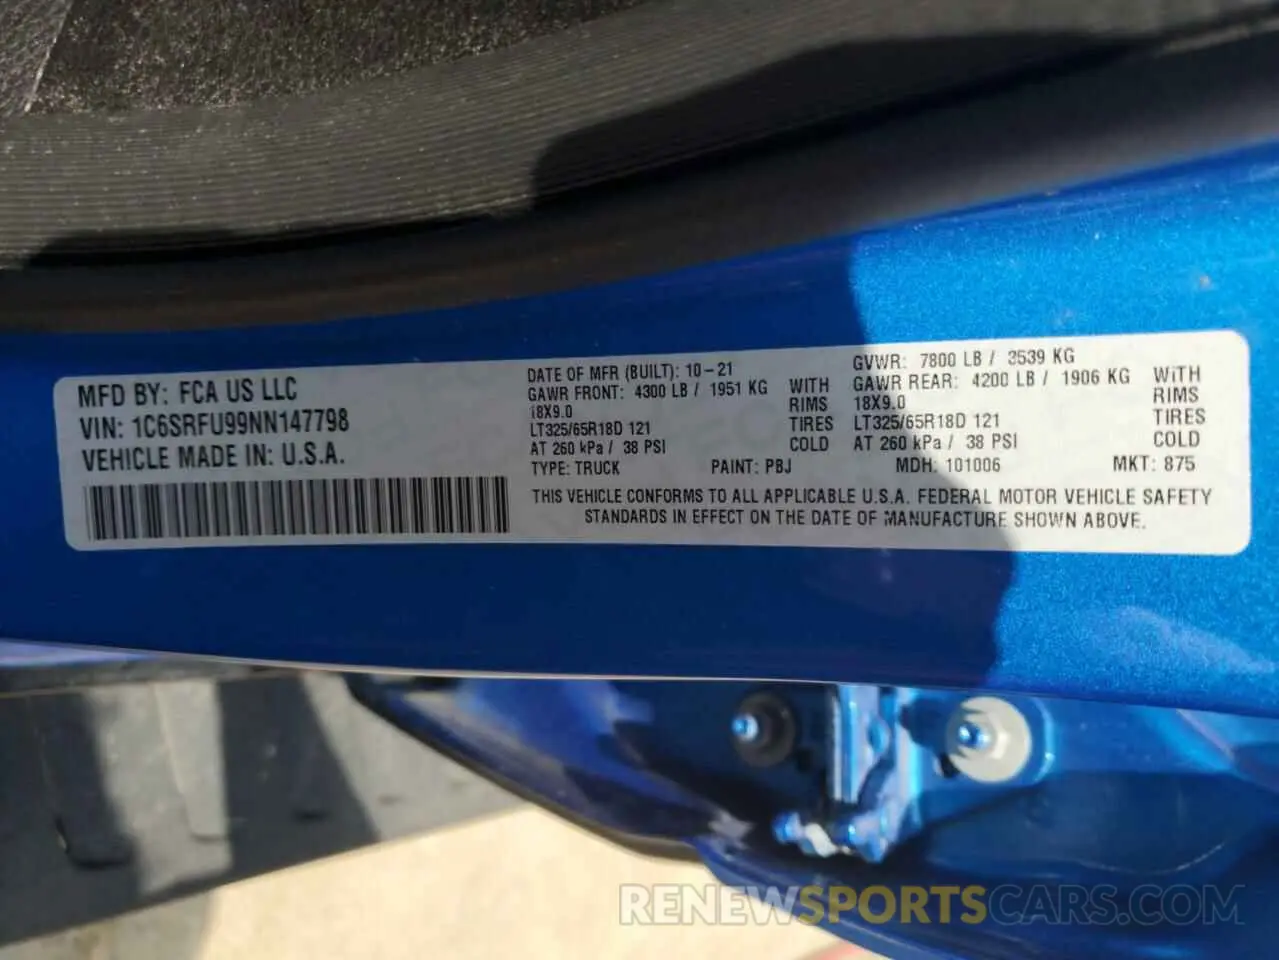 MFD BY: FCA US LLC
VIN: 1C6SRFU99NN147798
VEHICLE MADE IN: U.S.A.
DATE OF MFR (BUILT): 10-21
GAWR FRONT: 4300 LB / 1951 KG WITH
18X9.0 RIMS
LT325/65R18D 121 TIRES
AT 260 kPa / 38 PSI COLD
GVWR: 7800 LB / 3539 KG
GAWR REAR: 4200 LB / 1906 KG WITH
18X9.0 RIMS
LT325/65R18D 121 TIRES
AT 260 kPa / 38 PSI COLD
TYPE: TRUCK PAINT: PBJ MDH: 101006 MKT: 875
THIS VEHICLE CONFORMS TO ALL APPLICABLE U.S.A. FEDERAL MOTOR VEHICLE SAFETY
STANDARDS IN EFFECT ON THE DATE OF MANUFACTURE SHOWN ABOVE.
RENEWSPORTSCARS.COM